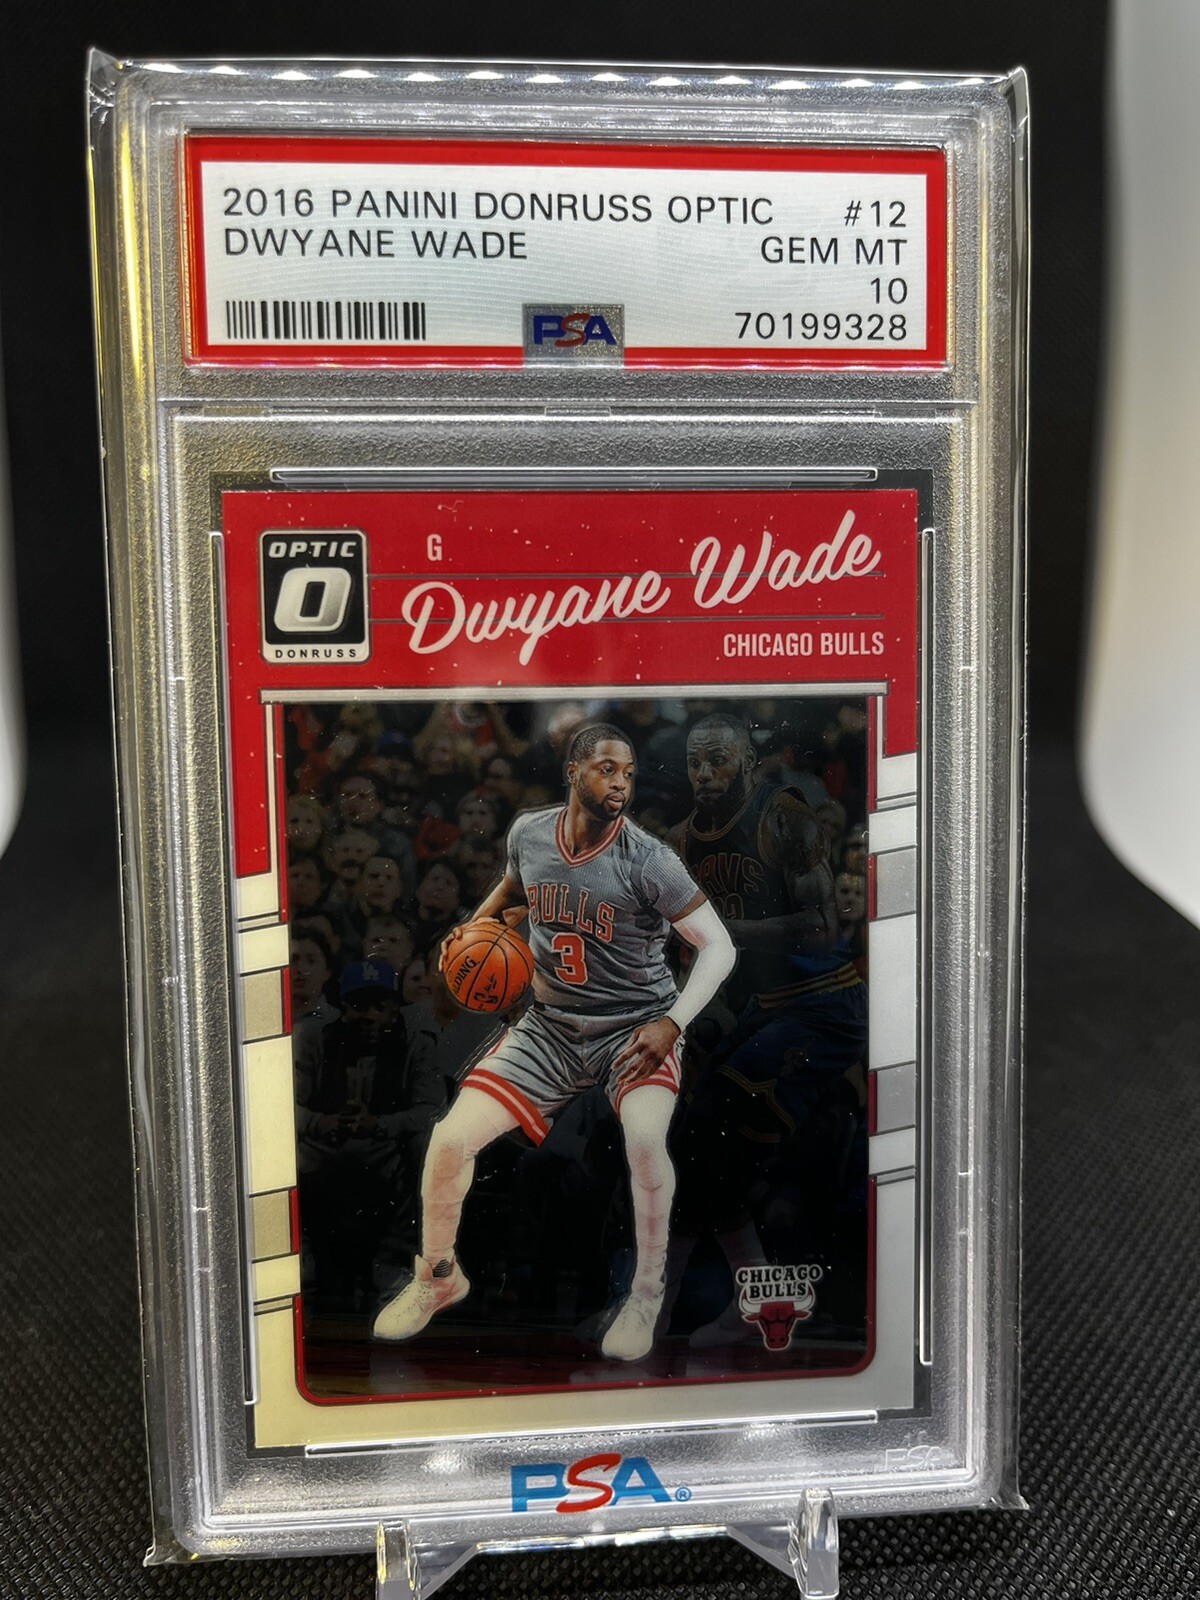 2016 PANINI DONRUSS OPTIC #12
DWYANE WADE GEM MT
10
PSA 70199328
OPTIC
O
DONRUSS
G
Dwyane Wade
CHICAGO BULLS
BULLS
3
CHICAGO
BULLS
PSA®